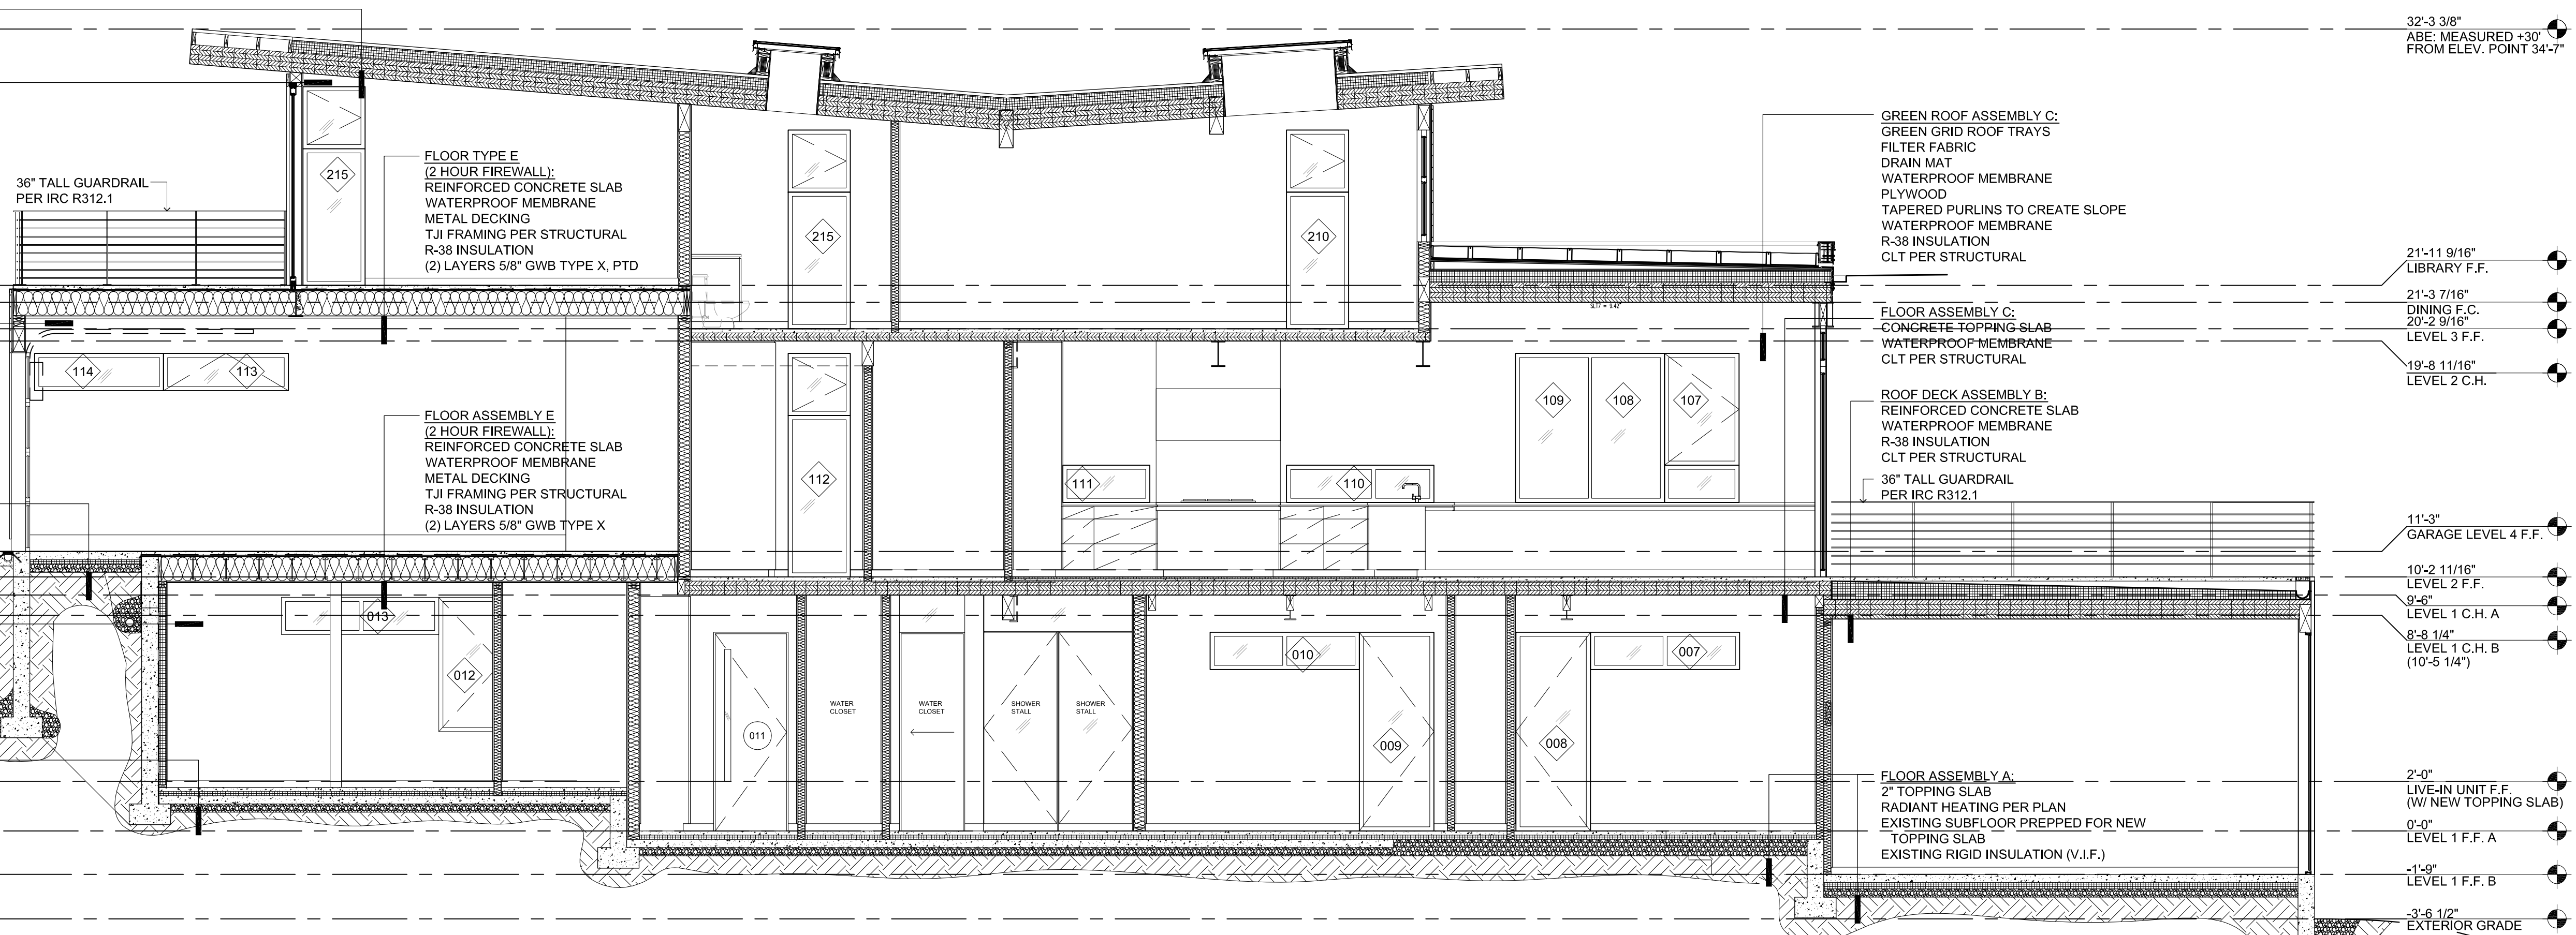 32'-3 3/8"
ABE: MEASURED +30'
FROM ELEV. POINT 34'-7"
36" TALL GUARDRAIL
PER IRC R312.1
215
FLOOR TYPE E
(2 HOUR FIREWALL):
REINFORCED CONCRETE SLAB
WATERPROOF MEMBRANE
METAL DECKING
TJI FRAMING PER STRUCTURAL
R-38 INSULATION
(2) LAYERS 5/8" GWB TYPE X, PTD
215
210
GREEN ROOF ASSEMBLY C:
GREEN GRID ROOF TRAYS
FILTER FABRIC
DRAIN MAT
WATERPROOF MEMBRANE
PLYWOOD
TAPERED PURLINS TO CREATE SLOPE
WATERPROOF MEMBRANE
R-38 INSULATION
CLT PER STRUCTURAL
21'-11 9/16"
LIBRARY F.F.
21'-3 7/16"
DINING F.C.
20'-2 9/16"
LEVEL 3 F.F.
19'-8 11/16"
LEVEL 2 C.H.
FLOOR ASSEMBLY C:
CONCRETE TOPPING SLAB
WATERPROOF MEMBRANE
CLT PER STRUCTURAL
114
113
FLOOR ASSEMBLY E
(2 HOUR FIREWALL):
REINFORCED CONCRETE SLAB
WATERPROOF MEMBRANE
METAL DECKING
TJI FRAMING PER STRUCTURAL
R-38 INSULATION
(2) LAYERS 5/8" GWB TYPE X
112
111
110
109
108
107
ROOF DECK ASSEMBLY B:
REINFORCED CONCRETE SLAB
WATERPROOF MEMBRANE
R-38 INSULATION
CLT PER STRUCTURAL
36" TALL GUARDRAIL
PER IRC R312.1
11'-3"
GARAGE LEVEL 4 F.F.
10'-2 11/16"
LEVEL 2 F.F.
9'-6"
LEVEL 1 C.H. A
8'-8 1/4"
LEVEL 1 C.H. B
(10'-5 1/4")
013
012
011
WATER
CLOSET
WATER
CLOSET
SHOWER
STALL
SHOWER
STALL
010
009
008
007
FLOOR ASSEMBLY A:
2" TOPPING SLAB
RADIANT HEATING PER PLAN
EXISTING SUBFLOOR PREPPED FOR NEW
TOPPING SLAB
EXISTING RIGID INSULATION (V.I.F.)
2'-0"
LIVE-IN UNIT F.F.
(W/ NEW TOPPING SLAB)
0'-0"
LEVEL 1 F.F. A
-1'-9"
LEVEL 1 F.F. B
-3'-6 1/2"
EXTERIOR GRADE